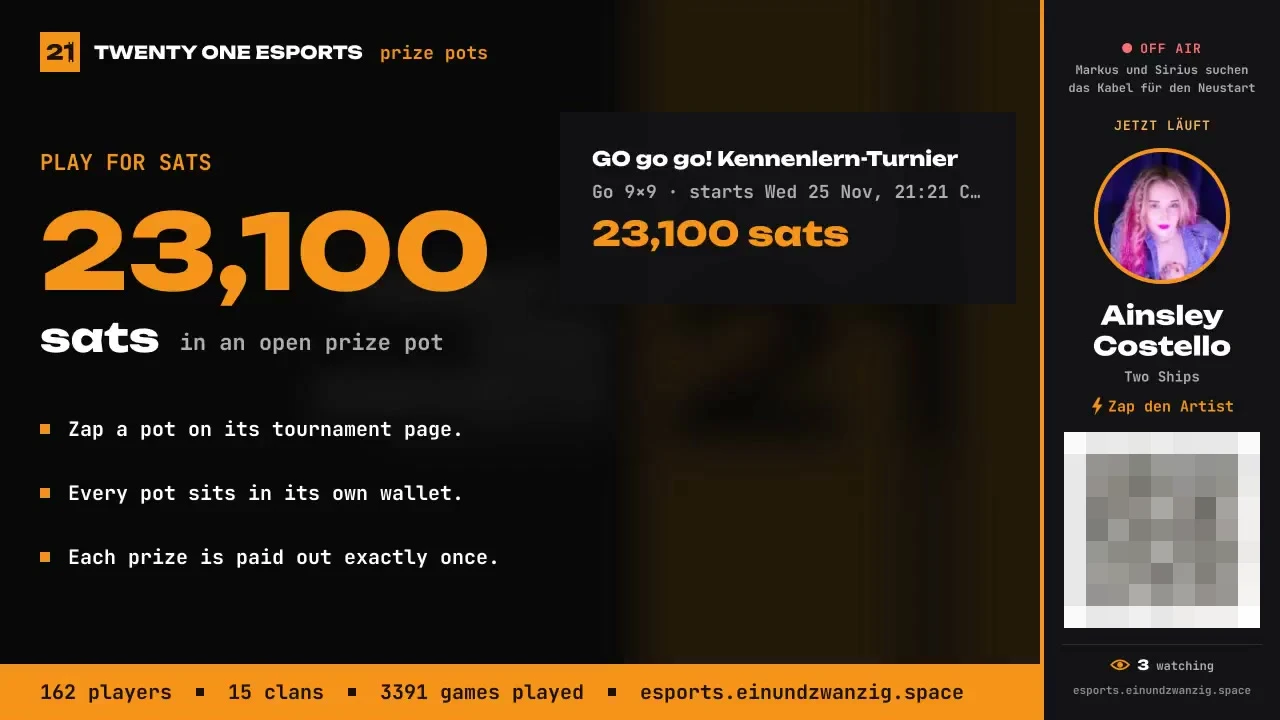 21 TWENTY ONE ESPORTS prize pots
PLAY FOR SATS
23,100
sats in an open prize pot
Zap a pot on its tournament page.
Every pot sits in its own wallet.
Each prize is paid out exactly once.
GO go go! Kennenlern-Turnier
Go 9×9 · starts Wed 25 Nov, 21:21 C…
23,100 sats
162 players ▪ 15 clans ▪ 3391 games played ▪ esports.einundzwanzig.space
OFF AIR
Markus und Sirius suchen
das Kabel für den Neustart
JETZT LÄUFT
Ainsley
Costello
Two Ships
Zap den Artist
3 watching
esports.einundzwanzig.space